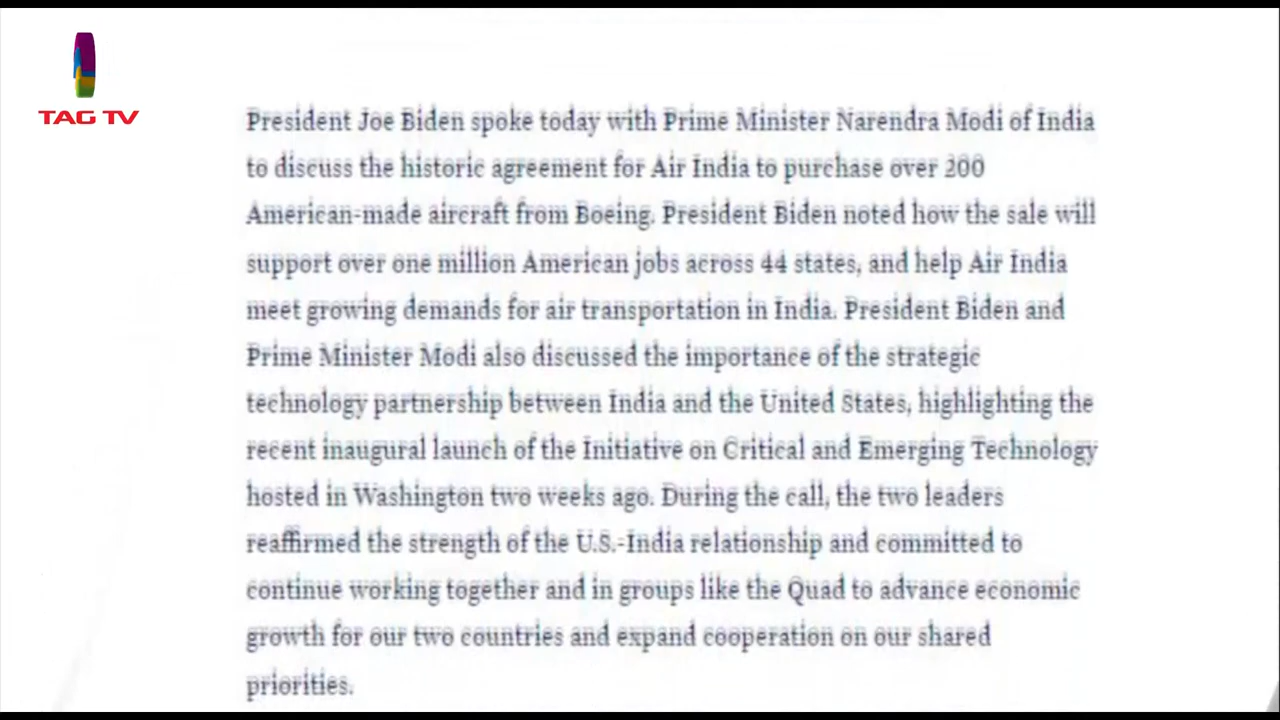 TAG TV
President Joe Biden spoke today with Prime Minister Narendra Modi of India
to discuss the historic agreement for Air India to purchase over 200
American-made aircraft from Boeing. President Biden noted how the sale will
support over one million American jobs across 44 states, and help Air India
meet growing demands for air transportation in India. President Biden and
Prime Minister Modi also discussed the importance of the strategic
technology partnership between India and the United States, highlighting the
recent inaugural launch of the Initiative on Critical and Emerging Technology
hosted in Washington two weeks ago. During the call, the two leaders
reaffirmed the strength of the U.S.-India relationship and committed to
continue working together and in groups like the Quad to advance economic
growth for our two countries and expand cooperation on our shared
priorities.